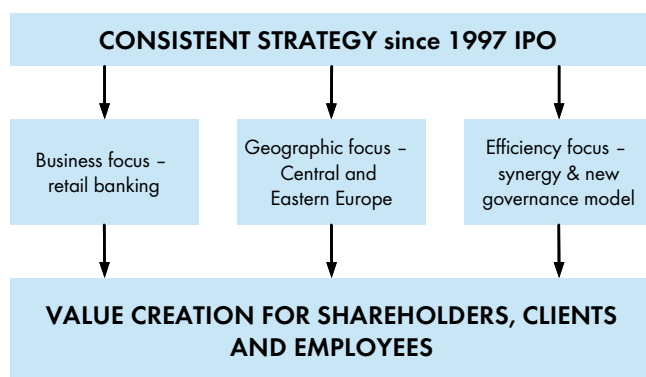 CONSISTENT STRATEGY since 1997 IPO
Business focus –
retail banking
Geographic focus –
Central and
Eastern Europe
Efficiency focus –
synergy & new
governance model
VALUE CREATION FOR SHAREHOLDERS, CLIENTS
AND EMPLOYEES